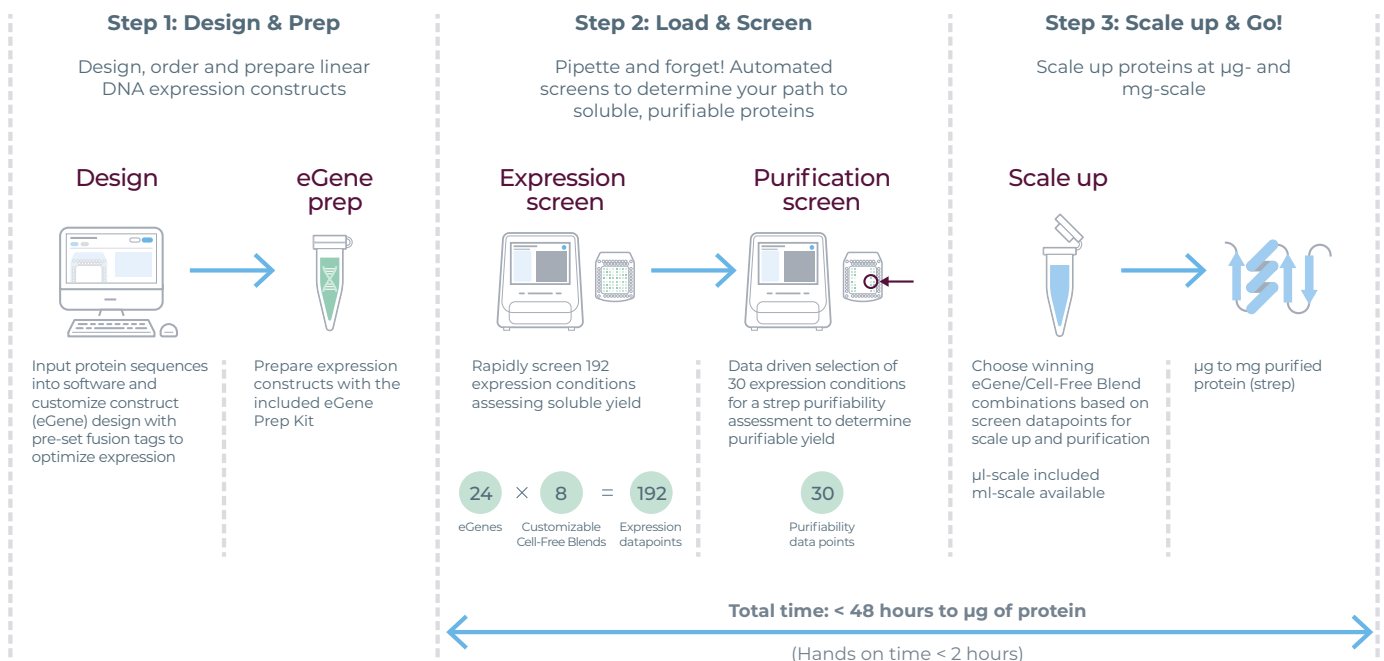 Step 1: Design & Prep
Design, order and prepare linear
DNA expression constructs
Design
eGene
prep
Input protein sequences
into software and
customize construct
(eGene) design with
pre-set fusion tags to
optimize expression
Prepare expression
constructs with the
included eGene
Prep Kit
Step 2: Load & Screen
Pipette and forget! Automated
screens to determine your path to
soluble, purifiable proteins
Expression
screen
Purification
screen
Rapidly screen 192
expression conditions
assessing soluble yield
24 × 8 = 192
eGenes
Customizable
Cell-Free Blends
Expression
datapoints
Data driven selection of
30 expression conditions
for a strep purifiability
assessment to determine
purifiable yield
30
Purifiability
data points
Step 3: Scale up & Go!
Scale up proteins at µg- and
mg-scale
Scale up
Choose winning
eGene/Cell-Free Blend
combinations based on
screen datapoints for
scale up and purification
µl-scale included
ml-scale available
µg to mg purified
protein (strep)
Total time: < 48 hours to µg of protein
(Hands on time < 2 hours)